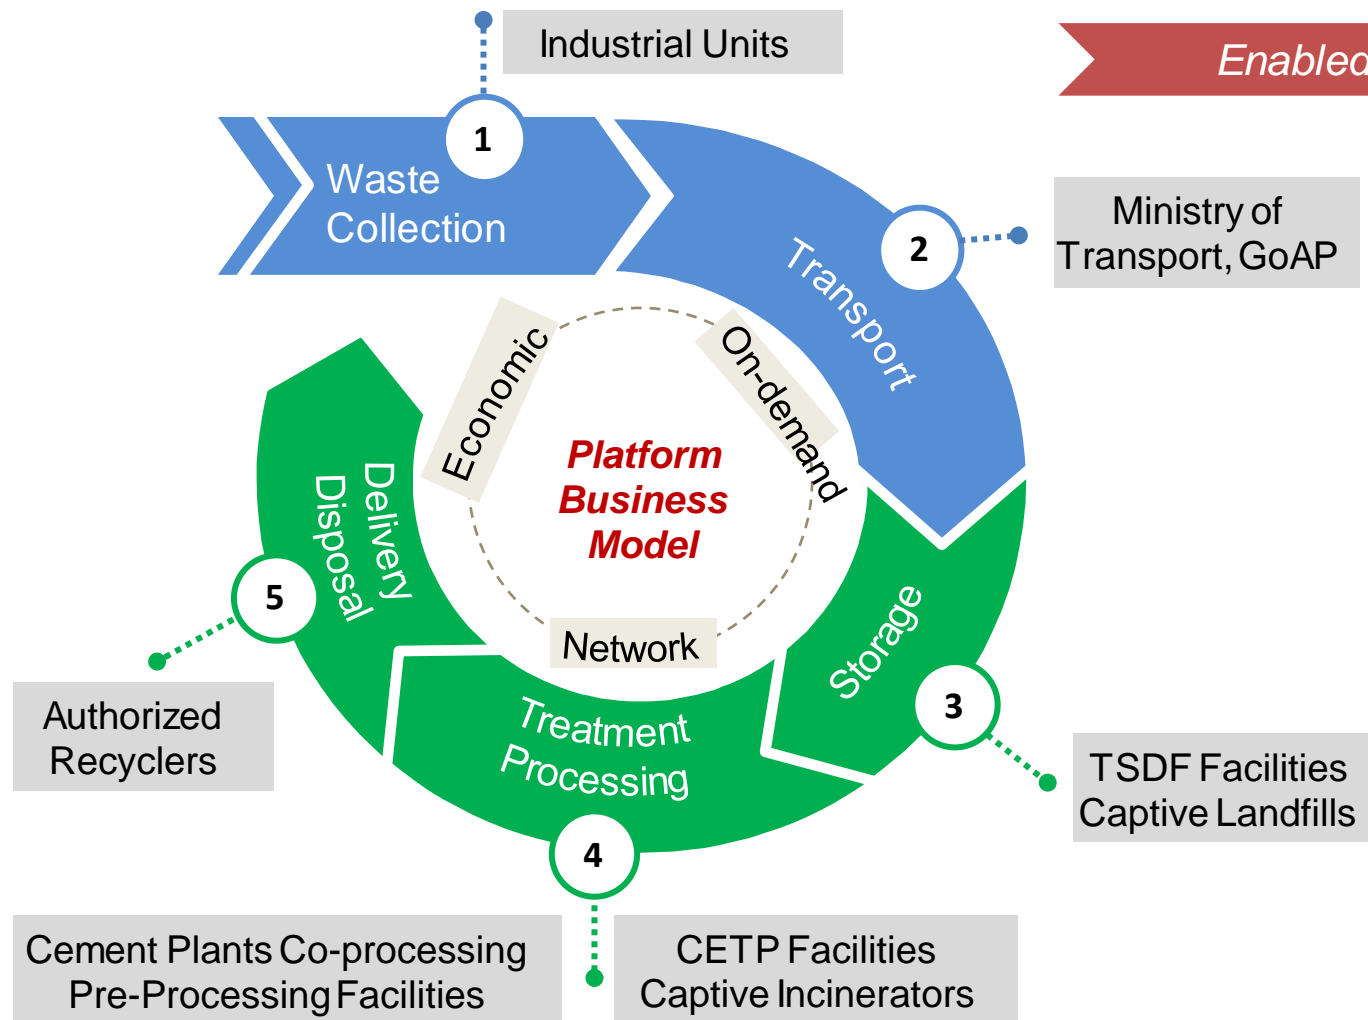 Industrial Units
Enabled
1
Waste
Collection
2
Ministry of
Transport, GoAP
Transport
Economic
On-demand
Platform
Business
Model
Network
Storage
3
TSDF Facilities
Captive Landfills
Treatment
Processing
4
Cement Plants Co-processing
Pre-Processing Facilities
CETP Facilities
Captive Incinerators
Delivery
Disposal
5
Authorized
Recyclers